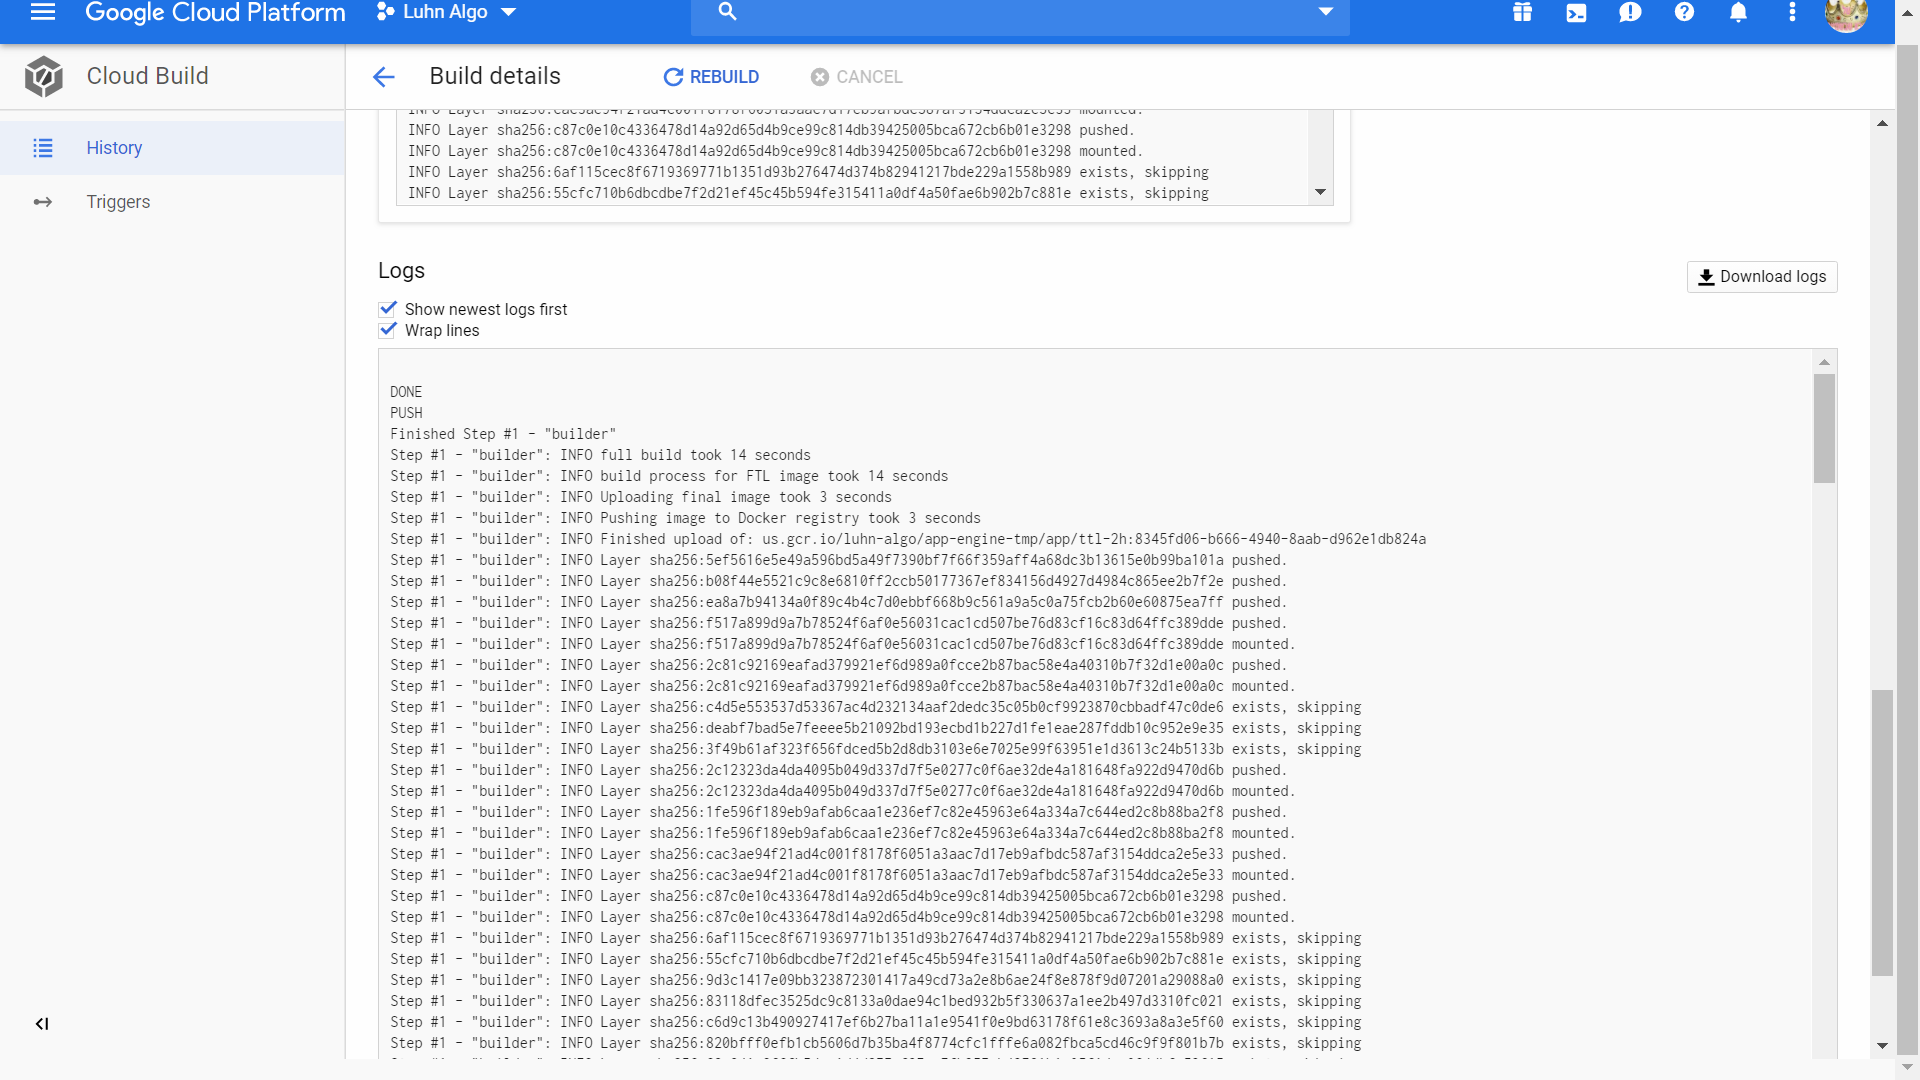 Google Cloud Platform
Luhn Algo
Cloud Build
Build details
REBUILD
CANCEL
History
Triggers
INFO Layer sha256:cac3ae94f21ad4c001f8178f6051a3aac7d17eb9afbdc587af3154ddca2e5e33 mounted.
INFO Layer sha256:c87c0e10c4336478d14a92d65d4b9ce99c814db39425005bca672cb6b01e3298 pushed.
INFO Layer sha256:c87c0e10c4336478d14a92d65d4b9ce99c814db39425005bca672cb6b01e3298 mounted.
INFO Layer sha256:6af115cec8f6719369771b1351d93b276474d374b82941217bde229a1558b989 exists, skipping
INFO Layer sha256:55cfc710b6dbcdbe7f2d21ef45c45b594fe315411a0df4a50fae6b902b7c881e exists, skipping
Logs
Download logs
Show newest logs first
Wrap lines
DONE
PUSH
Finished Step #1 - "builder"
Step #1 - "builder": INFO full build took 14 seconds
Step #1 - "builder": INFO build process for FTL image took 14 seconds
Step #1 - "builder": INFO Uploading final image took 3 seconds
Step #1 - "builder": INFO Pushing image to Docker registry took 3 seconds
Step #1 - "builder": INFO Finished upload of: us.gcr.io/luhn-algo/app-engine-tmp/app/ttl-2h:8345fd06-b666-4940-8aab-d962e1db824a
Step #1 - "builder": INFO Layer sha256:5ef5616e5e49a596bd5a49f7390bf7f66f359aff4a68dc3b13615e0b99ba101a pushed.
Step #1 - "builder": INFO Layer sha256:b08f44e5521c9c8e6810ff2ccb50177367ef834156d4927d4984c865ee2b7f2e pushed.
Step #1 - "builder": INFO Layer sha256:ea8a7b94134a0f89c4b4c7d0ebbf668b9c561a9a5c0a75fcb2b60e60875ea7ff pushed.
Step #1 - "builder": INFO Layer sha256:f517a899d9a7b78524f6af0e56031cac1cd507be76d83cf16c83d64ffc389dde pushed.
Step #1 - "builder": INFO Layer sha256:f517a899d9a7b78524f6af0e56031cac1cd507be76d83cf16c83d64ffc389dde mounted.
Step #1 - "builder": INFO Layer sha256:2c81c92169eafad379921ef6d989a0fcce2b87bac58e4a40310b7f32d1e00a0c pushed.
Step #1 - "builder": INFO Layer sha256:2c81c92169eafad379921ef6d989a0fcce2b87bac58e4a40310b7f32d1e00a0c mounted.
Step #1 - "builder": INFO Layer sha256:c4d5e553537d53367ac4d232134aaf2dedc35c05b0cf9923870cbbadf47c0de6 exists, skipping
Step #1 - "builder": INFO Layer sha256:deabf7bad5e7feeee5b21092bd193ecbd1b227d1fe1eae287fddb10c952e9e35 exists, skipping
Step #1 - "builder": INFO Layer sha256:3f49b61af323f656fdced5b2d8db3103e6e7025e99f63951e1d3613c24b5133b exists, skipping
Step #1 - "builder": INFO Layer sha256:2c12323da4da4095b049d337d7f5e0277c0f6ae32de4a181648fa922d9470d6b pushed.
Step #1 - "builder": INFO Layer sha256:2c12323da4da4095b049d337d7f5e0277c0f6ae32de4a181648fa922d9470d6b mounted.
Step #1 - "builder": INFO Layer sha256:1fe596f189eb9afab6caa1e236ef7c82e45963e64a334a7c644ed2c8b88ba2f8 pushed.
Step #1 - "builder": INFO Layer sha256:1fe596f189eb9afab6caa1e236ef7c82e45963e64a334a7c644ed2c8b88ba2f8 mounted.
Step #1 - "builder": INFO Layer sha256:cac3ae94f21ad4c001f8178f6051a3aac7d17eb9afbdc587af3154ddca2e5e33 pushed.
Step #1 - "builder": INFO Layer sha256:cac3ae94f21ad4c001f8178f6051a3aac7d17eb9afbdc587af3154ddca2e5e33 mounted.
Step #1 - "builder": INFO Layer sha256:c87c0e10c4336478d14a92d65d4b9ce99c814db39425005bca672cb6b01e3298 pushed.
Step #1 - "builder": INFO Layer sha256:c87c0e10c4336478d14a92d65d4b9ce99c814db39425005bca672cb6b01e3298 mounted.
Step #1 - "builder": INFO Layer sha256:6af115cec8f6719369771b1351d93b276474d374b82941217bde229a1558b989 exists, skipping
Step #1 - "builder": INFO Layer sha256:55cfc710b6dbcdbe7f2d21ef45c45b594fe315411a0df4a50fae6b902b7c881e exists, skipping
Step #1 - "builder": INFO Layer sha256:9d3c1417e09bb323872301417a49cd73a2e8b6ae24f8e878f9d07201a29088a0 exists, skipping
Step #1 - "builder": INFO Layer sha256:83118dfec3525dc9c8133a0dae94c1bed932b5f330637a1ee2b497d3310fc021 exists, skipping
Step #1 - "builder": INFO Layer sha256:c6d9c13b490927417ef6b27ba11a1e9541f0e9bd63178f61e8c3693a8a3e5f60 exists, skipping
Step #1 - "builder": INFO Layer sha256:820bfff0efb1cb5606d7b35ba4f8774cfc1fffe6a082fbca5cd46c9f9f801b7b exists, skipping